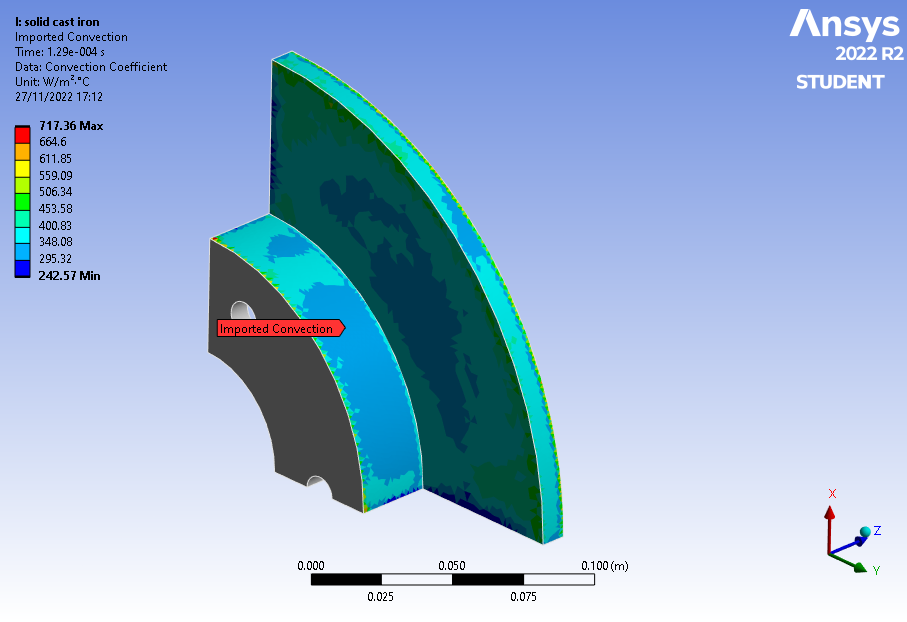 I: solid cast iron
Imported Convection
Time: 1.29e-004 s
Data: Convection Coefficient
Unit: W/m²·°C
27/11/2022 17:12
717.36 Max
664.6
611.85
559.09
506.34
453.58
400.83
348.08
295.32
242.57 Min
Ansys
2022 R2
STUDENT
Imported Convection
X
Z
Y
0.000
0.050
0.100 (m)
0.025
0.075